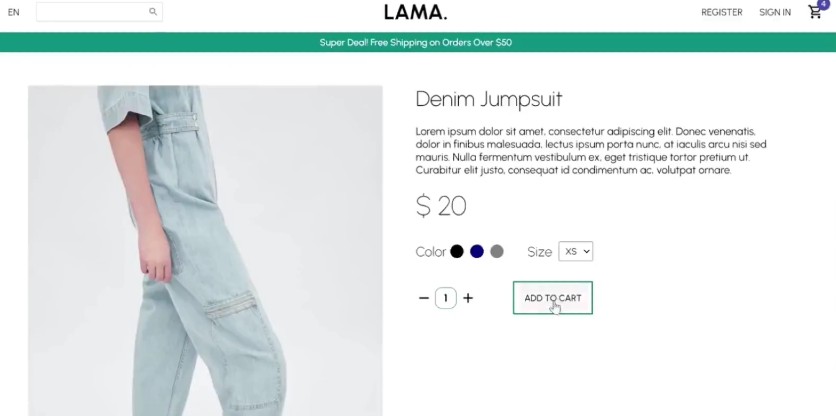 EN
LAMA.
REGISTER
SIGN IN
4
Super Deal! Free Shipping on Orders Over $50
Denim Jumpsuit
Lorem ipsum dolor sit amet, consectetur adipiscing elit. Donec venenatis,
dolor in finibus malesuada, lectus ipsum porta nunc, at iaculis arcu nisi sed
mauris. Nulla fermentum vestibulum ex, eget tristique tortor pretium ut.
Curabitur elit justo, consequat id condimentum ac, volutpat ornare.
$ 20
Color
Size
XS
1
ADD TO CART